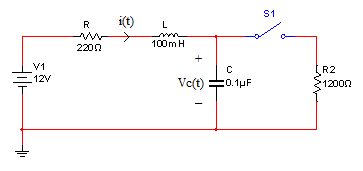 S1
R
i(t)
L
220Ω
100mH
+
V1
12V
Vc(t)
C
0.1µF
−
R2
1200Ω